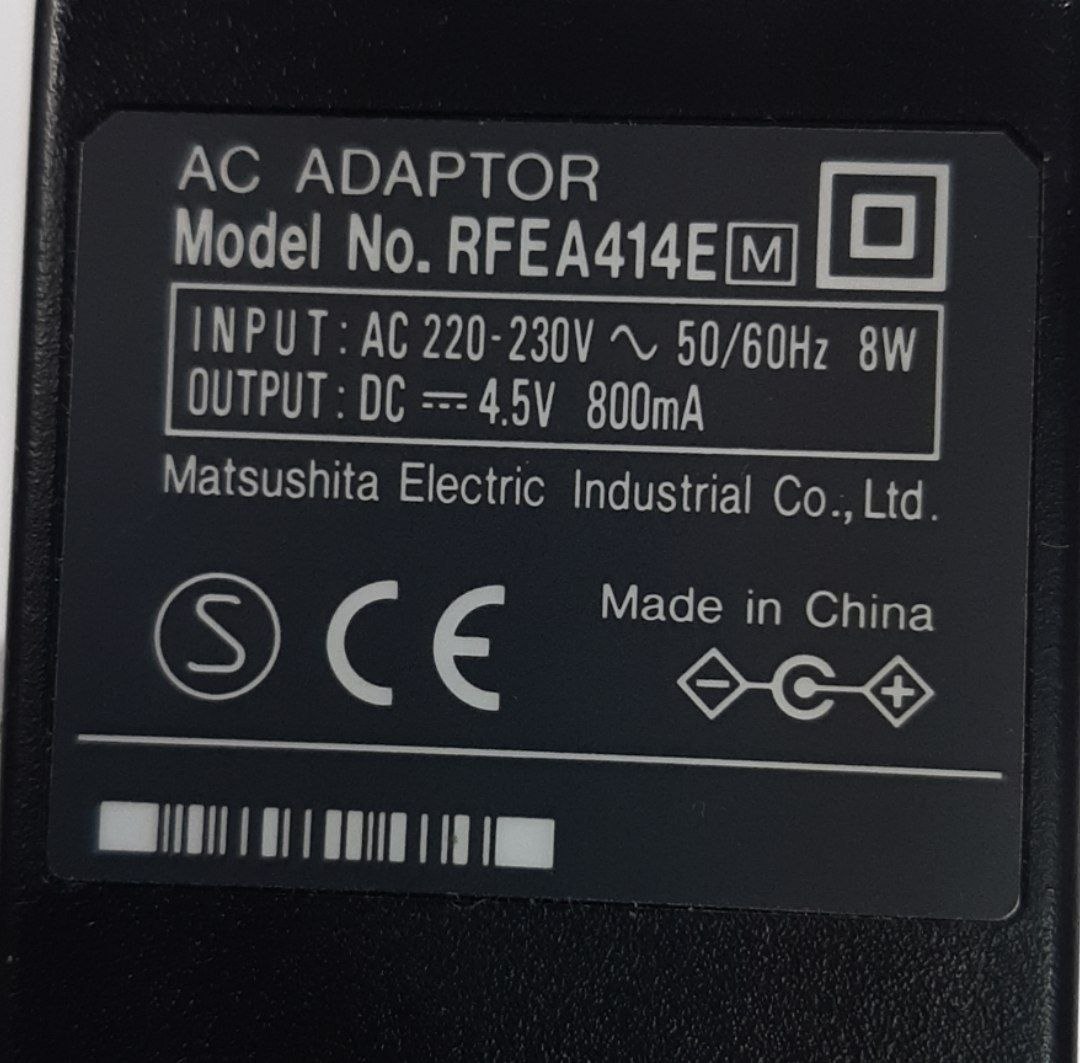 AC ADAPTOR
Model No. RFEA414E M
INPUT: AC 220-230V ∿ 50/60Hz 8W
OUTPUT: DC ⎓ 4.5V 800mA
Matsushita Electric Industrial Co., Ltd.
S CE
Made in China